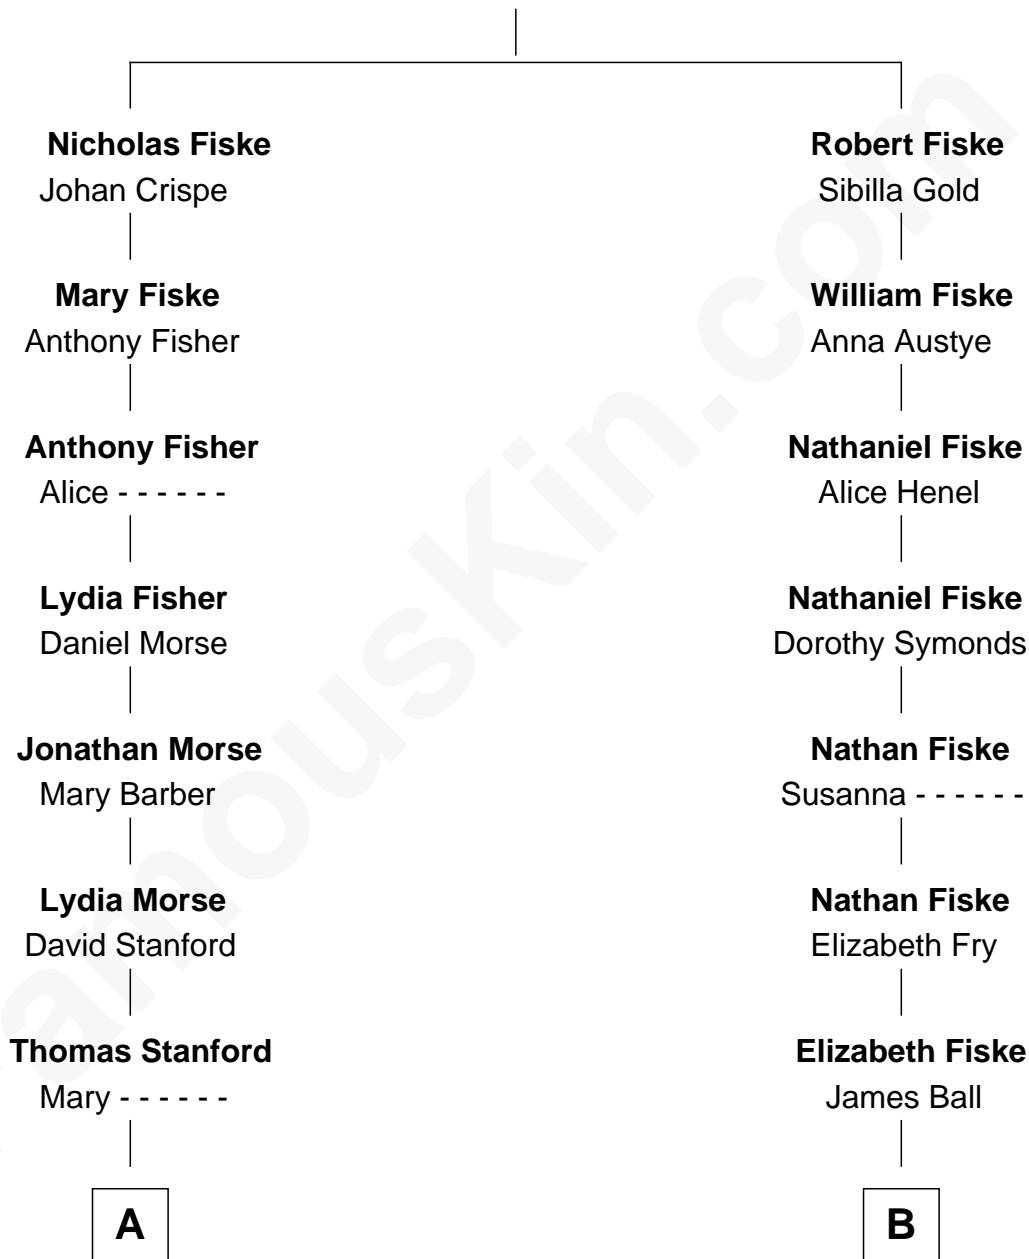 Nicholas Fiske
Johan Crispe
Mary Fiske
Anthony Fisher
Anthony Fisher
Alice - - - - - -
Lydia Fisher
Daniel Morse
Jonathan Morse
Mary Barber
Lydia Morse
David Stanford
Thomas Stanford
Mary - - - - - -
A
Robert Fiske
Sibilla Gold
William Fiske
Anna Austye
Nathaniel Fiske
Alice Henel
Nathaniel Fiske
Dorothy Symonds
Nathan Fiske
Susanna - - - - - -
Nathan Fiske
Elizabeth Fry
Elizabeth Fiske
James Ball
B
amousKin.com